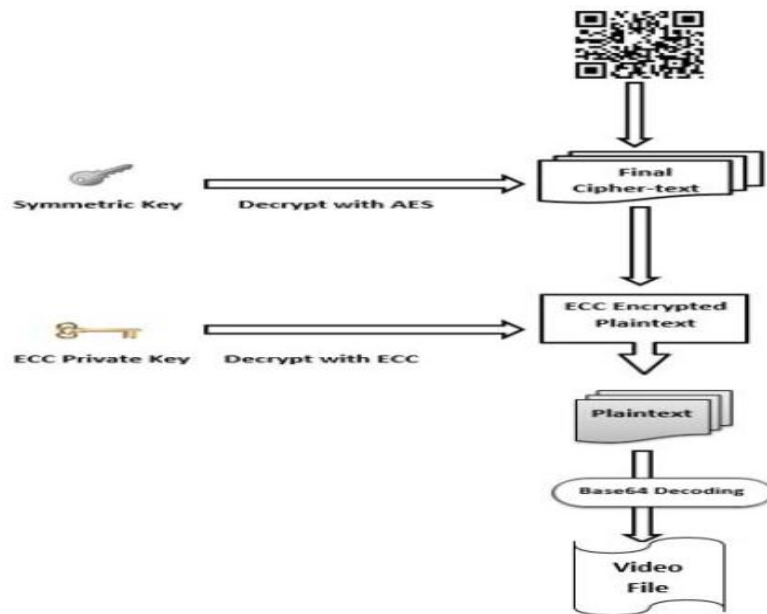 Final
Cipher-text
Symmetric Key
Decrypt with AES
ECC Encrypted
Plaintext
ECC Private Key
Decrypt with ECC
Plaintext
Base64 Decoding
Video
File